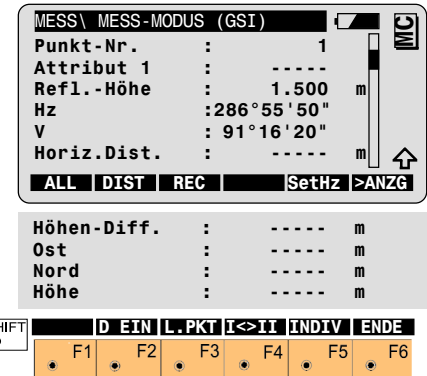 MESS\ MESS-MODUS (GSI)
MC
Punkt-Nr. : 1
Attribut 1 : -----
Refl.-Höhe : 1.500 m
Hz :286°55'50"
V : 91°16'20"
Horiz.Dist. : ----- m
ALL DIST REC SetHz >ANZG
Höhen-Diff. : ----- m
Ost : ----- m
Nord : ----- m
Höhe : ----- m
D EIN L.PKT I<>II INDIV ENDE
F1 F2 F3 F4 F5 F6